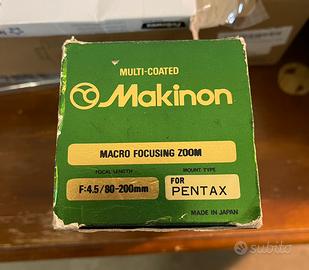 MULTI-COATED
Makinon
MACRO FOCUSING ZOOM
FOCAL LENGTH MOUNT TYPE
F:4.5/80-200mm FOR PENTAX
MADE IN JAPAN
subito